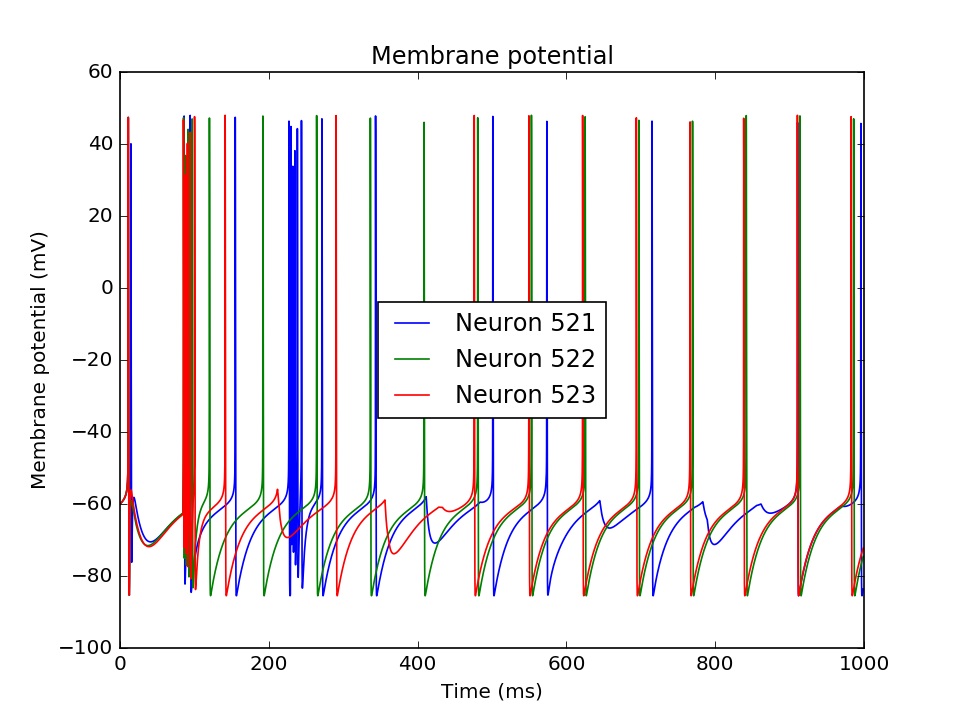 Membrane potential
Membrane potential (mV)
60
40
20
0
−20
−40
−60
−80
−100
Neuron 521
Neuron 522
Neuron 523
0 200 400 600 800 1000
Time (ms)